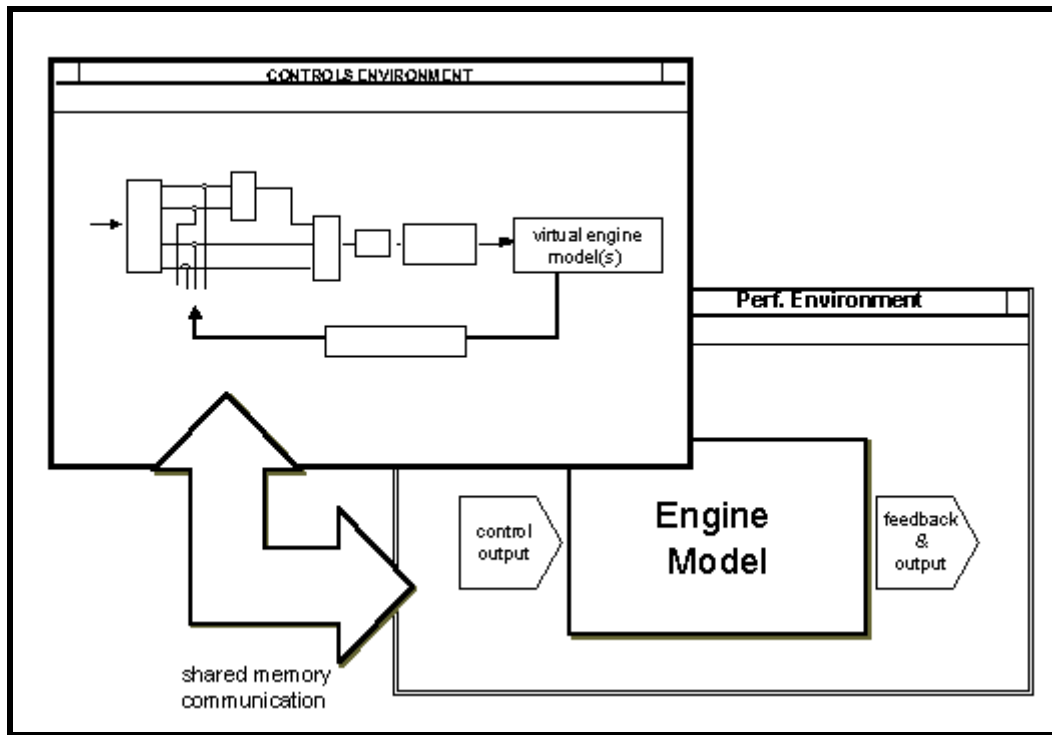 CONTROLS ENVIRONMENT
virtual engine
model(s)
Perf. Environment
control
output
Engine
Model
feedback
&
output
shared memory
communication